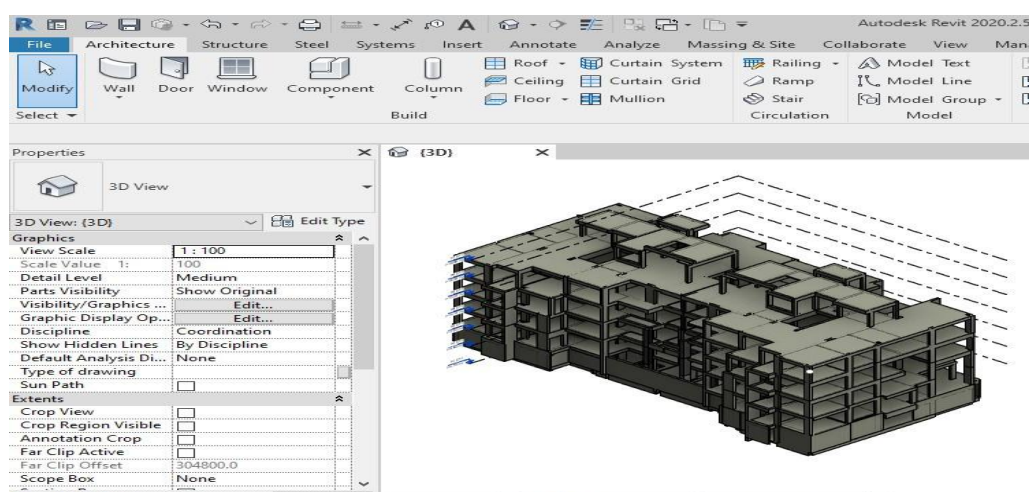 Autodesk Revit 2020.2.5
File Architecture Structure Steel Systems Insert Annotate Analyze Massing & Site Collaborate View Man
Modify Wall Door Window Component Column
Roof Curtain System Railing Model Text
Ceiling Curtain Grid Ramp Model Line
Floor Mullion Stair Model Group
Select Build Circulation Model
Properties
{3D}
3D View
3D View: {3D} Edit Type
Graphics
View Scale 1 : 100
Scale Value 1: 100
Detail Level Medium
Parts Visibility Show Original
Visibility/Graphics ... Edit...
Graphic Display Op... Edit...
Discipline Coordination
Show Hidden Lines By Discipline
Default Analysis Di... None
Type of drawing
Sun Path
Extents
Crop View
Crop Region Visible
Annotation Crop
Far Clip Active
Far Clip Offset 304800.0
Scope Box None